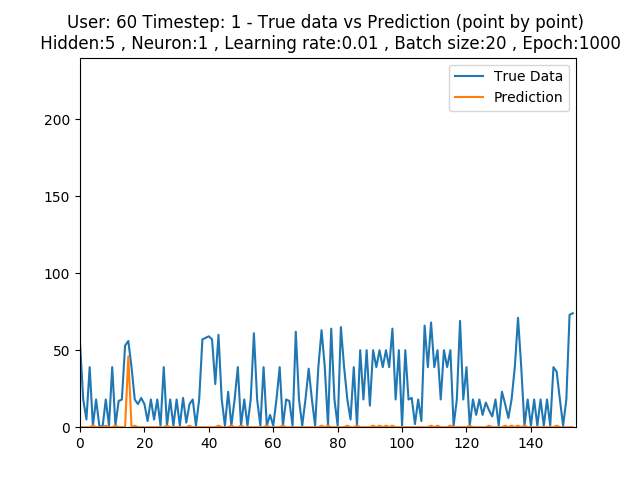 User: 60 Timestep: 1 - True data vs Prediction (point by point)
Hidden:5 , Neuron:1 , Learning rate:0.01 , Batch size:20 , Epoch:1000
True Data
Prediction
200
150
100
50
0
0 20 40 60 80 100 120 140